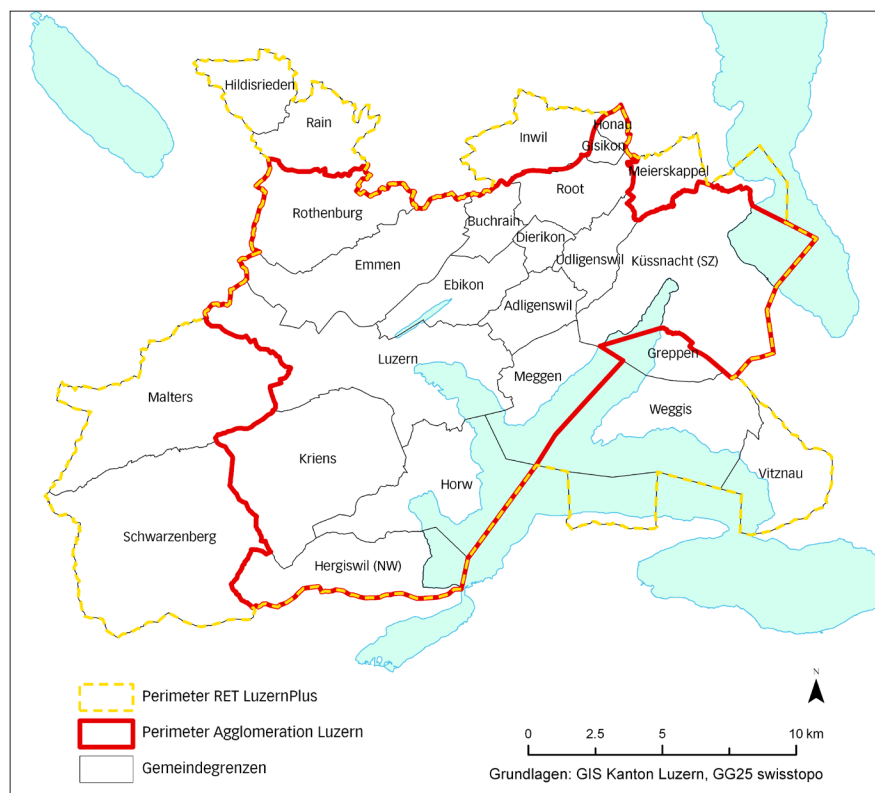 Hildisrieden
Rain
Inwil
Honau
Gisikon
Meierskappel
Root
Rothenburg
Buchrain
Dierikon
Udligenswil
Küssnacht (SZ)
Emmen
Ebikon
Adligenswil
Luzern
Greppen
Meggen
Malters
Weggis
Kriens
Horw
Vitznau
Schwarzenberg
Hergiswil (NW)
N
Perimeter RET LuzernPlus
Perimeter Agglomeration Luzern
Gemeindegrenzen
0 2.5 5 10 km
Grundlagen: GIS Kanton Luzern, GG25 swisstopo